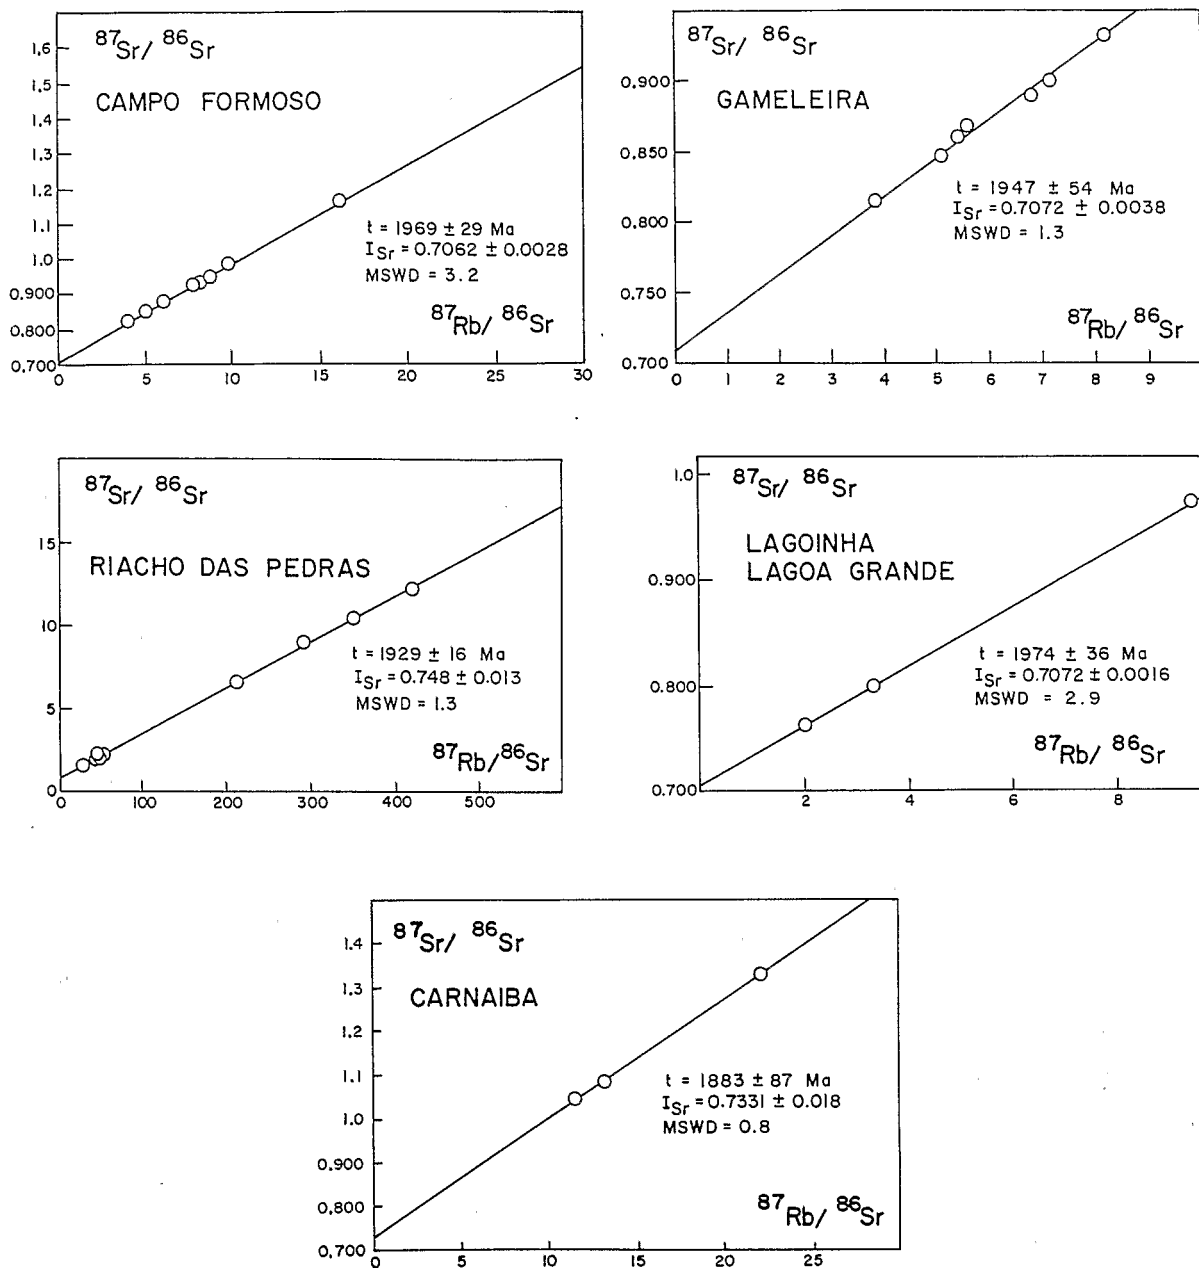 87Sr/ 86Sr
CAMPO FORMOSO
1.6
1.5
1.4
1.3
1.2
1.1
1.0
0.900
0.800
0.700
t = 1969 ± 29 Ma
ISr = 0.7062 ± 0.0028
MSWD = 3.2
87Rb/ 86Sr
0 5 10 15 20 25 30
87Sr/ 86Sr
GAMELEIRA
0.900
0.850
0.800
0.750
0.700
t = 1947 ± 54 Ma
ISr = 0.7072 ± 0.0038
MSWD = 1.3
87Rb/ 86Sr
0 1 2 3 4 5 6 7 8 9
87Sr/ 86Sr
RIACHO DAS PEDRAS
15
10
5
0
t = 1929 ± 16 Ma
ISr = 0.748 ± 0.013
MSWD = 1.3
87Rb/86Sr
0 100 200 300 400 500
87Sr/ 86Sr
LAGOINHA
LAGOA GRANDE
1.0
0.900
0.800
0.700
t = 1974 ± 36 Ma
ISr = 0.7072 ± 0.0016
MSWD = 2.9
87Rb/ 86Sr
2 4 6 8
87Sr/ 86Sr
CARNAIBA
1.4
1.3
1.2
1.1
1.0
0.900
0.800
0.700
t = 1883 ± 87 Ma
ISr = 0.7331 ± 0.018
MSWD = 0.8
87Rb/ 86Sr
0 5 10 15 20 25